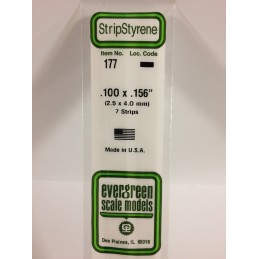 StripStyrene
Item No. Loc. Code
177
.100 x .156"
(2.5 x 4.0 mm)
7 Strips
Made in U.S.A.
evergreen
scale models
Des Plaines, IL 60018